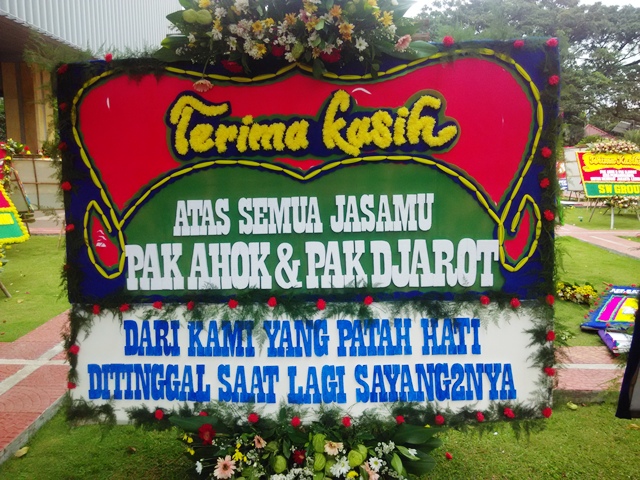 Terima kasih
ATAS SEMUA JASAMU
PAK AHOK & PAK DJAROT
DARI KAMI YANG PATAH HATI
DITINGGAL SAAT LAGI SAYANG2NYA
SW GROUP